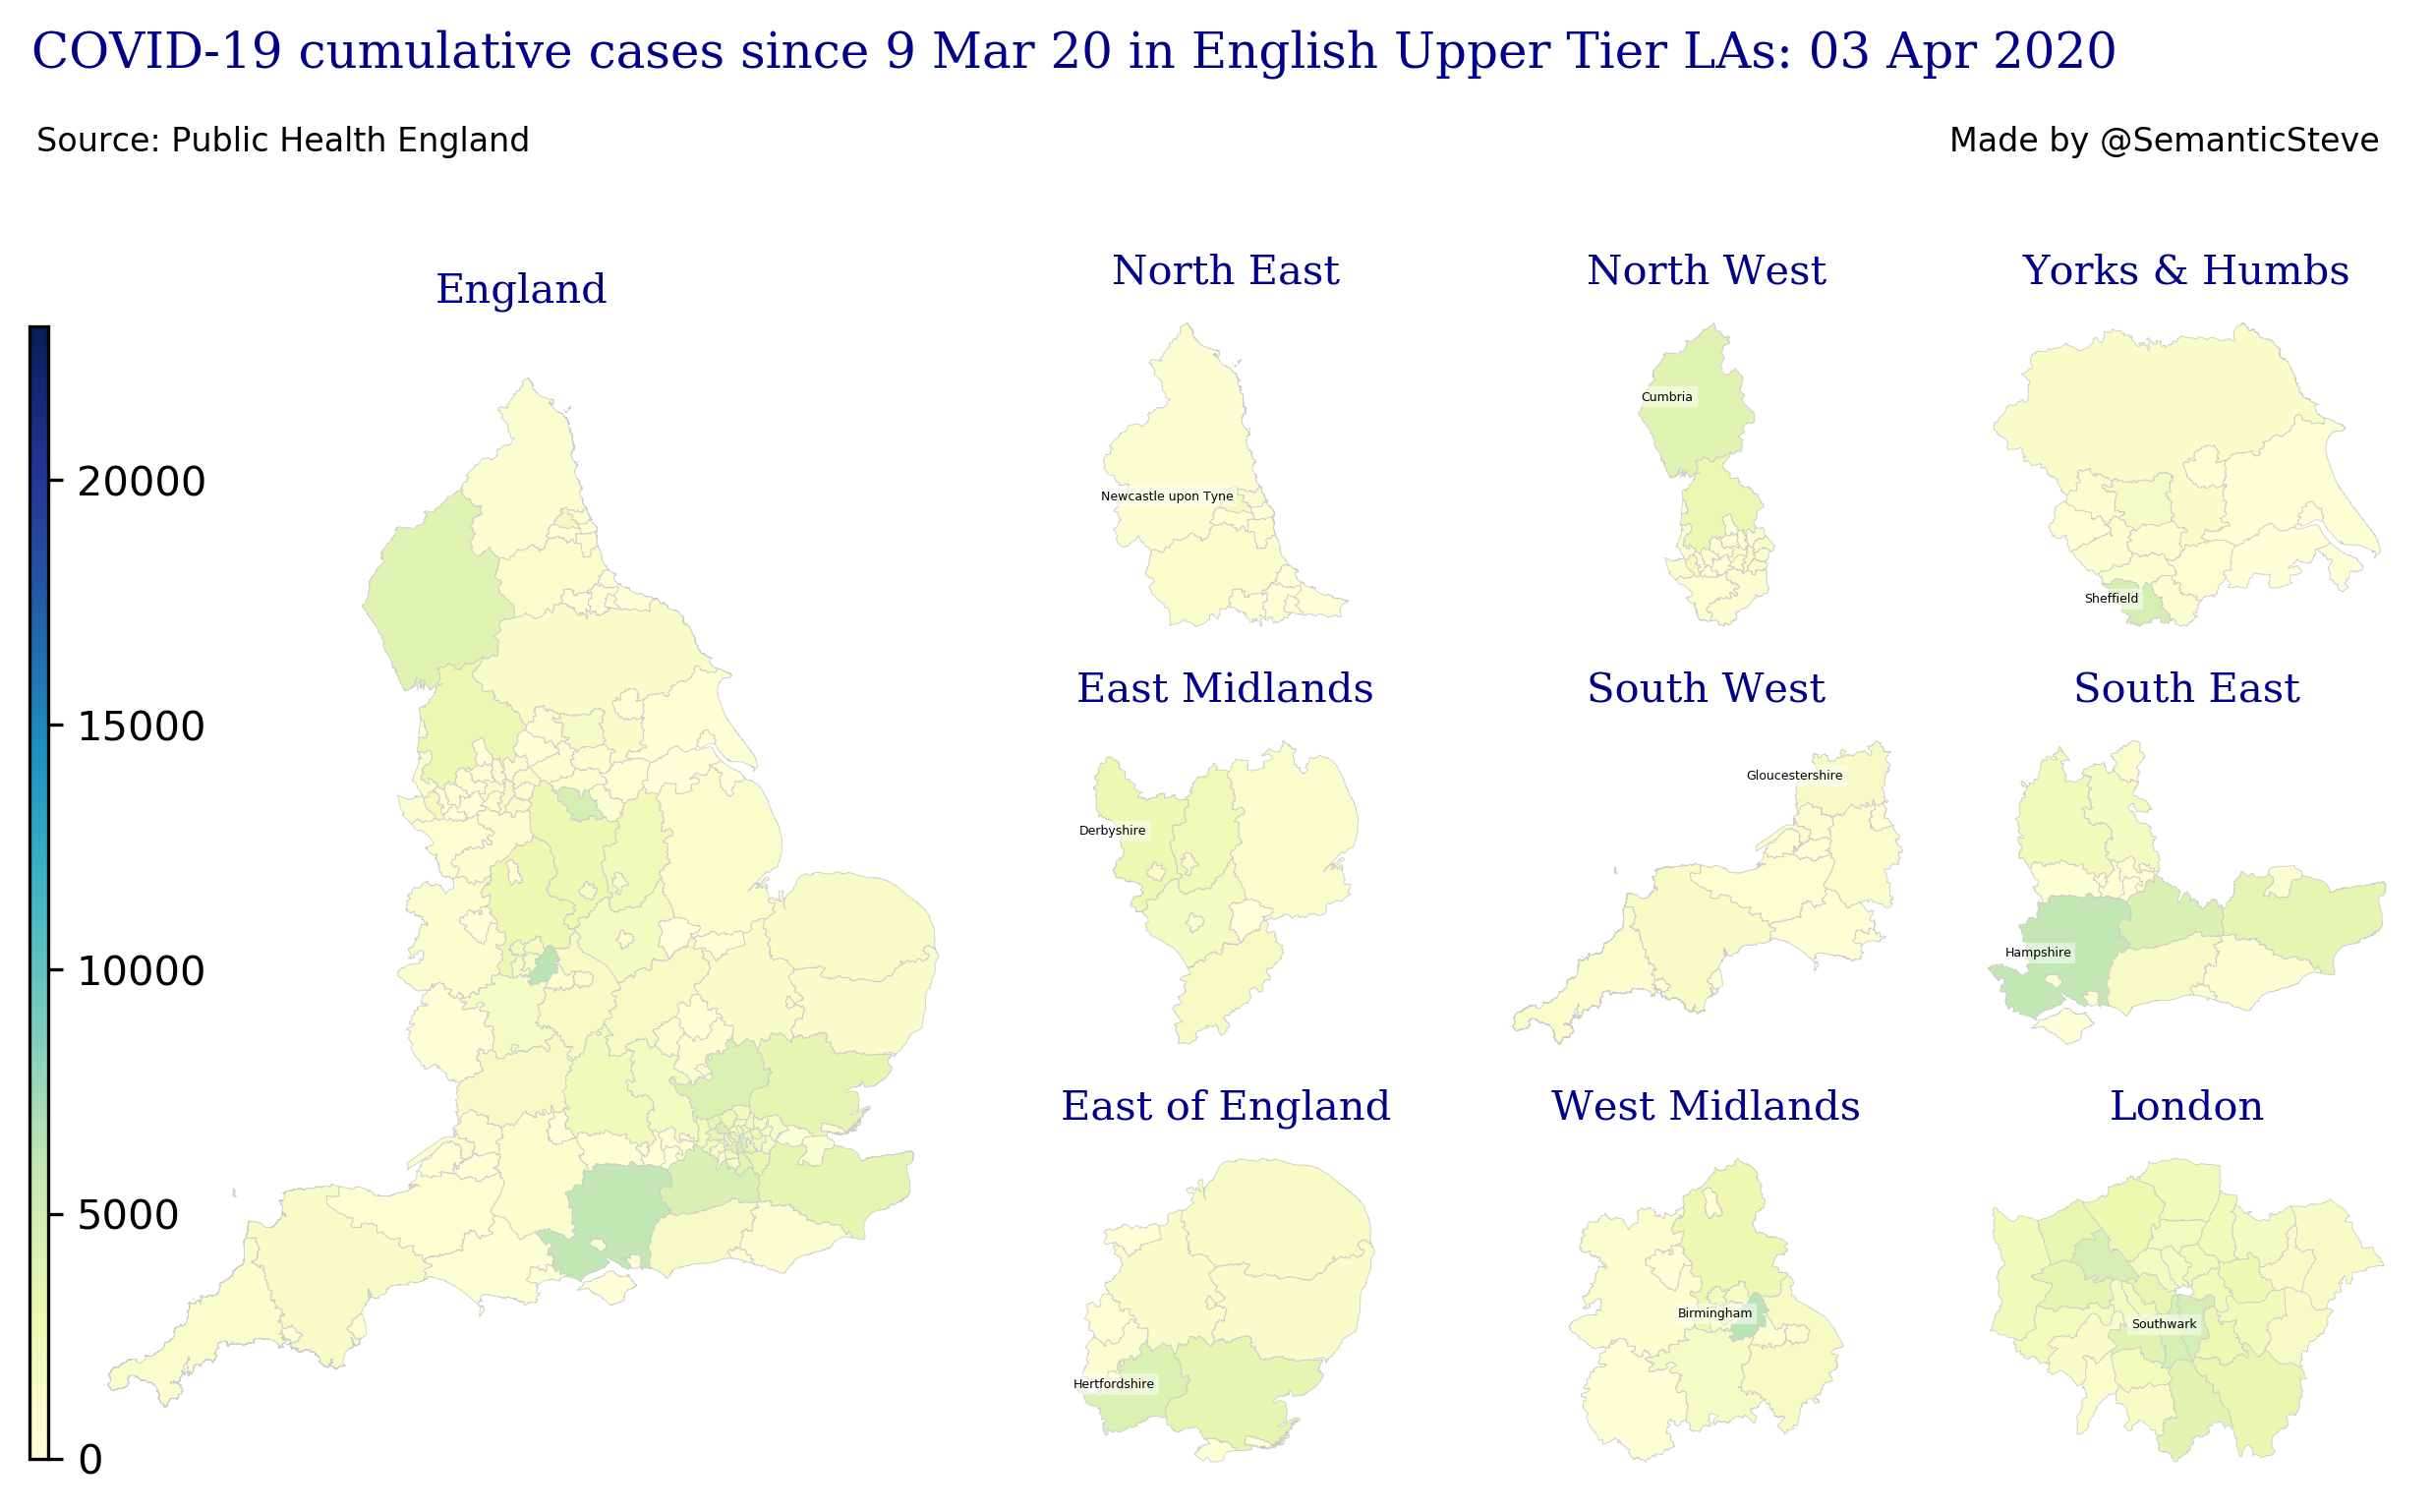 COVID-19 cumulative cases since 9 Mar 20 in English Upper Tier LAs: 03 Apr 2020
Source: Public Health England
Made by @SemanticSteve
England
20000
15000
10000
5000
0
North East
Newcastle upon Tyne
North West
Cumbria
Yorks & Humbs
Sheffield
East Midlands
Derbyshire
South West
Gloucestershire
South East
Hampshire
East of England
Hertfordshire
West Midlands
Birmingham
London
Southwark